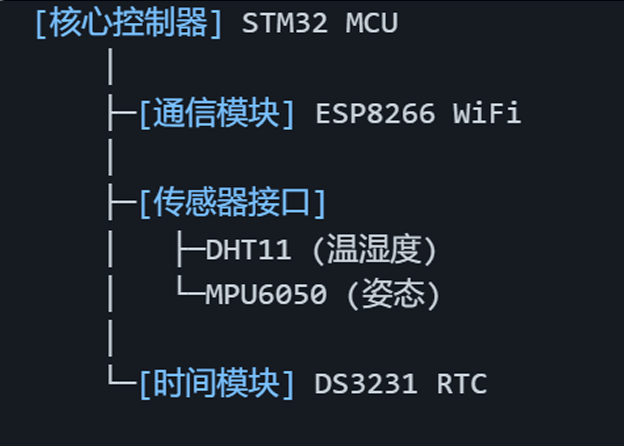 [核心控制器] STM32 MCU
│
├─[通信模块] ESP8266 WiFi
│
├─[传感器接口]
│   ├─DHT11 (温湿度)
│   └─MPU6050 (姿态)
│
└─[时间模块] DS3231 RTC